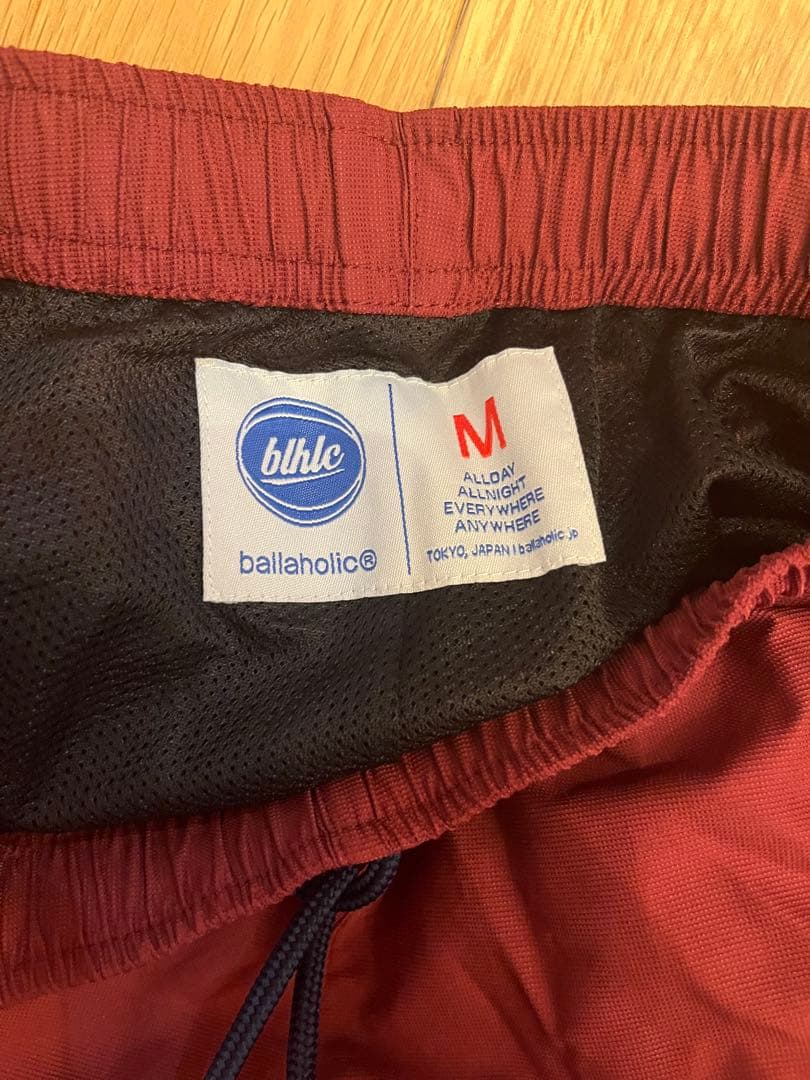 blhlc
ballaholic®
M
ALLDAY
ALLNIGHT
EVERYWHERE
ANYWHERE
TOKYO, JAPAN | ballaholic.jp